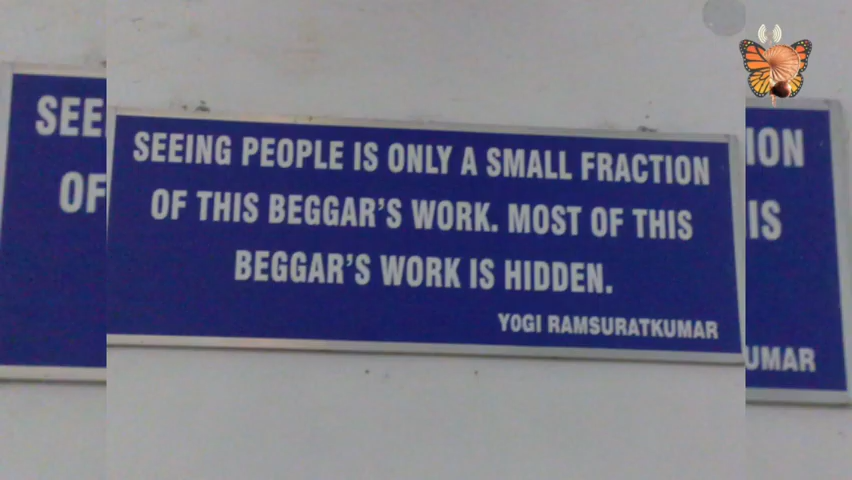 SEEING PEOPLE IS ONLY A SMALL FRACTION
OF THIS BEGGAR'S WORK. MOST OF THIS
BEGGAR'S WORK IS HIDDEN.
YOGI RAMSURATKUMAR